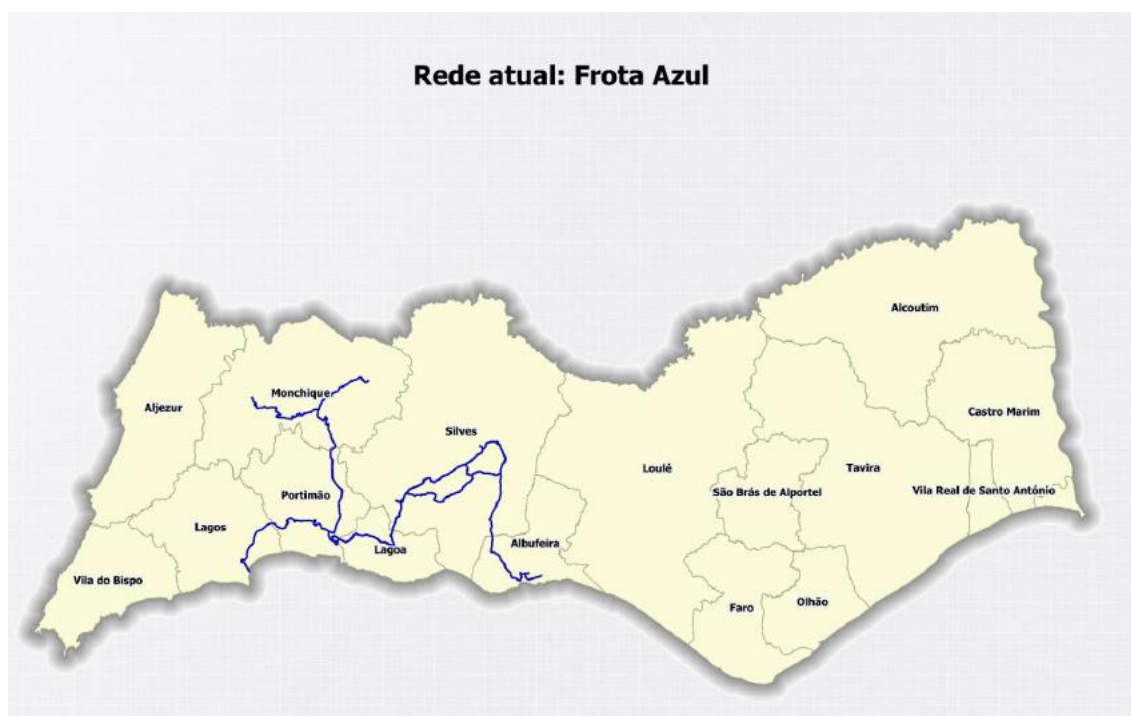 Rede atual: Frota Azul
Alcoutim
Monchique
Aljezur
Castro Marim
Silves
Loulé
Tavira
São Brás de Alportel
Vila Real de Santo António
Portimão
Lagos
Albufeira
Lagoa
Vila do Bispo
Faro
Olhão